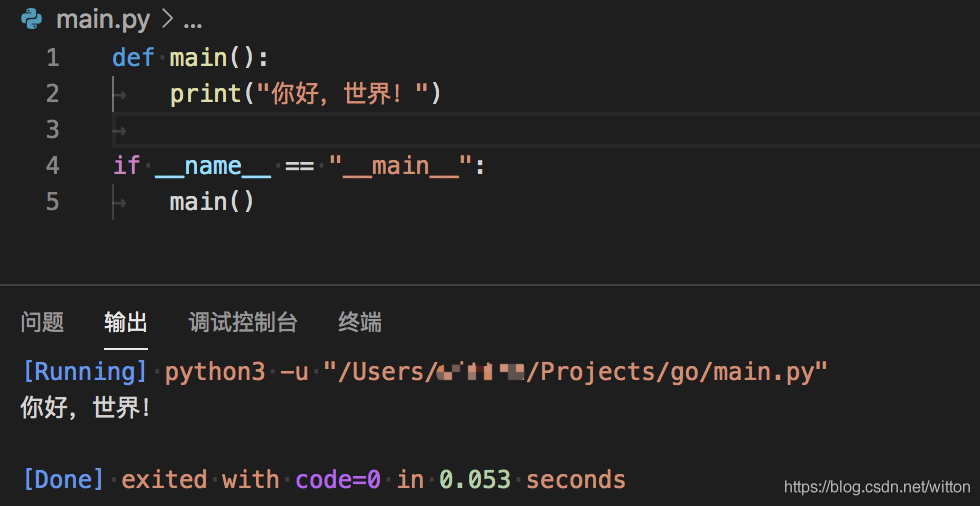 main.py > ...
1 def main():
2 print("你好，世界！")
3
4 if __name__ == "__main__":
5 main()
问题 输出 调试控制台 终端
[Running] python3 -u "/Users/ /Projects/go/main.py"
你好，世界！
[Done] exited with code=0 in 0.053 seconds
https://blog.csdn.net/witton